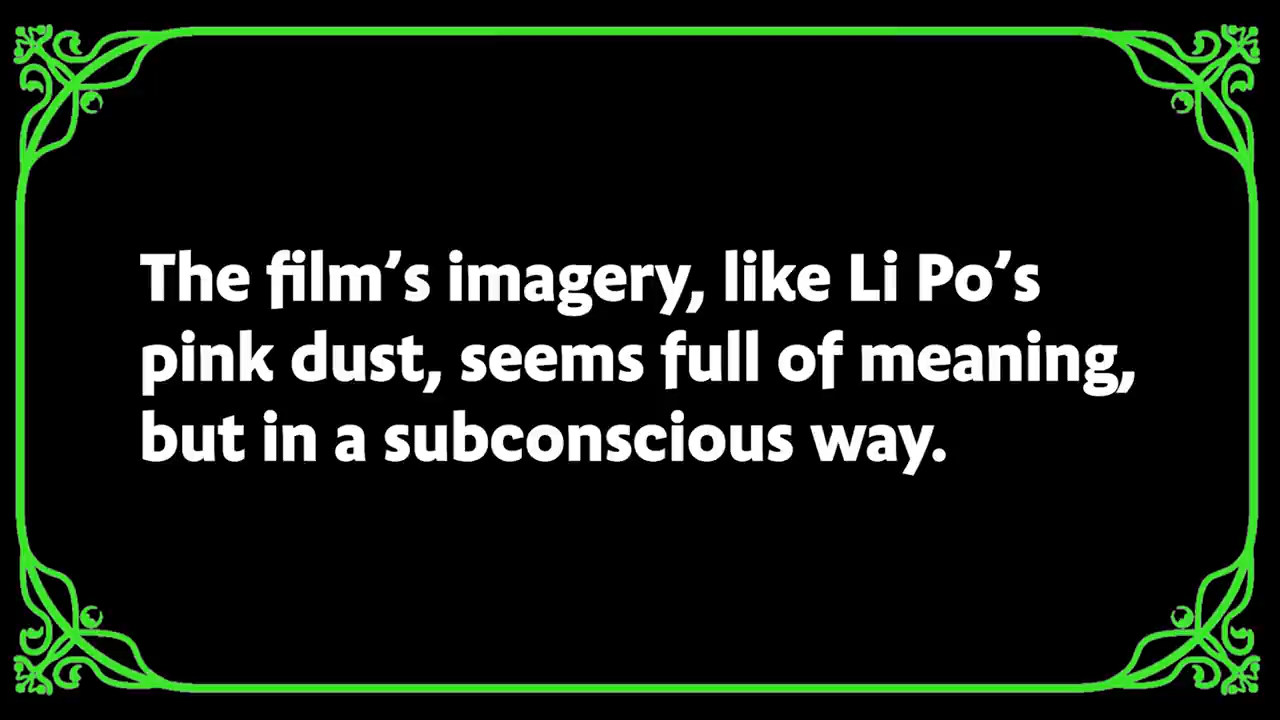 The film’s imagery, like Li Po’s
pink dust, seems full of meaning,
but in a subconscious way.